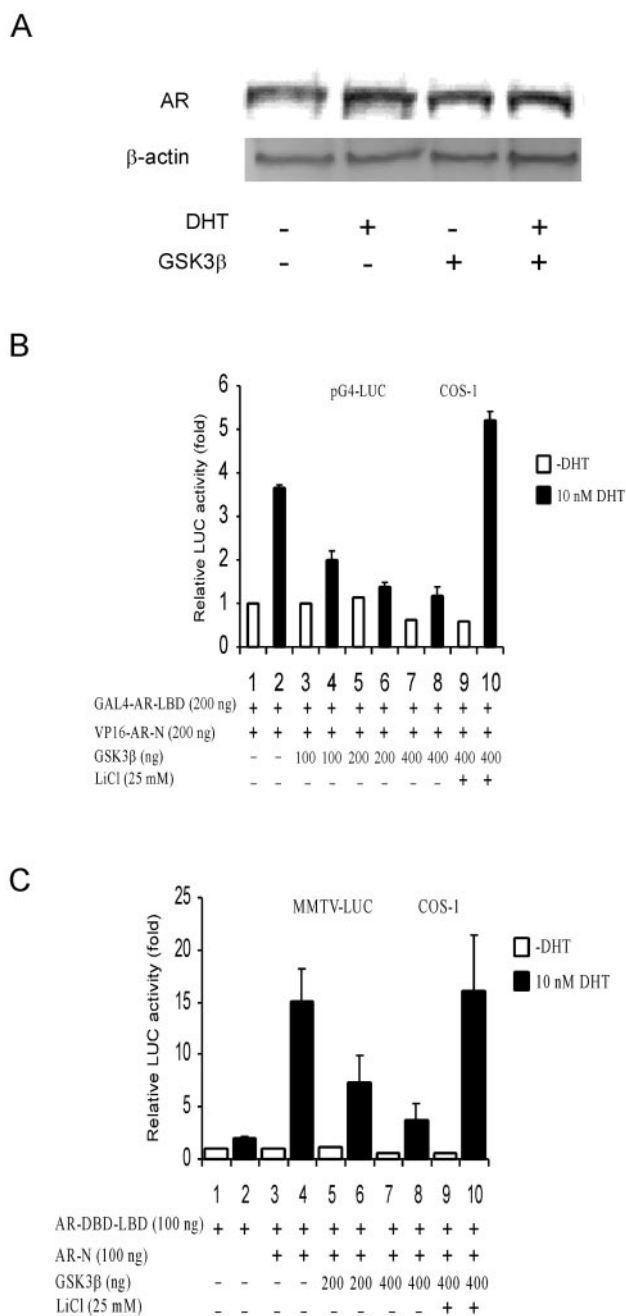 A
AR
β-actin
DHT - + - +
GSK3β - - + +
B
pG4-LUC COS-1
Relative LUC activity (fold)
6
5
4
3
2
1
0
-DHT
10 nM DHT
1 2 3 4 5 6 7 8 9 10
GAL4-AR-LBD (200 ng) + + + + + + + + + +
VP16-AR-N (200 ng) + + + + + + + + + +
GSK3β (ng) – – 100 100 200 200 400 400 400 400
LiCl (25 mM) – – – – – – – – + +
C
MMTV-LUC COS-1
Relative LUC activity (fold)
25
20
15
10
5
0
-DHT
10 nM DHT
1 2 3 4 5 6 7 8 9 10
AR-DBD-LBD (100 ng) + + + + + + + + + +
AR-N (100 ng) – – + + + + + + + +
GSK3β (ng) – – – – 200 200 400 400 400 400
LiCl (25 mM) – – – – – – – – + +